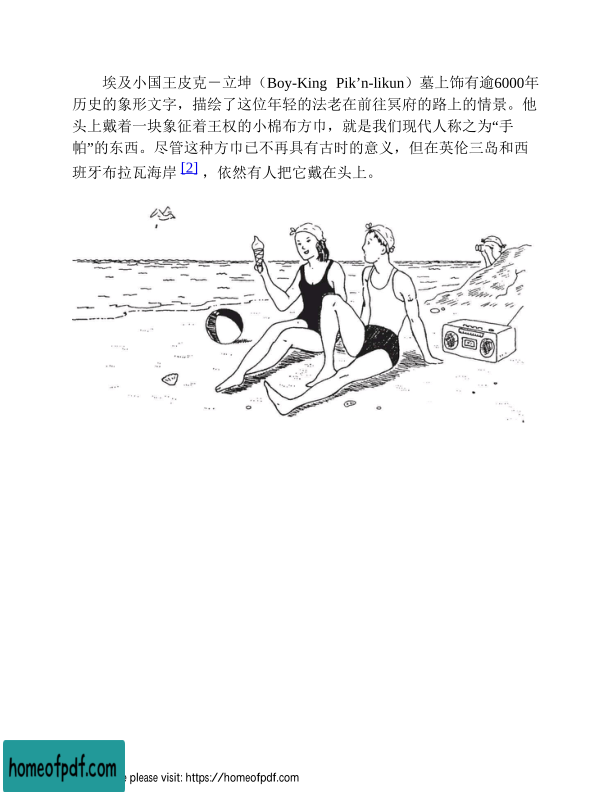 埃及小国王皮克－立坤（Boy-King Pik’n-likun）墓上饰有逾6000年
历史的象形文字，描绘了这位年轻的法老在前往冥府的路上的情景。他
头上戴着一块象征着王权的小棉布方巾，就是我们现代人称之为“手
帕”的东西。尽管这种方巾已不再具有古时的意义，但在英伦三岛和西
班牙布拉瓦海岸 [2] ，依然有人把它戴在头上。
homeofpdf.com
please visit: https://homeofpdf.com